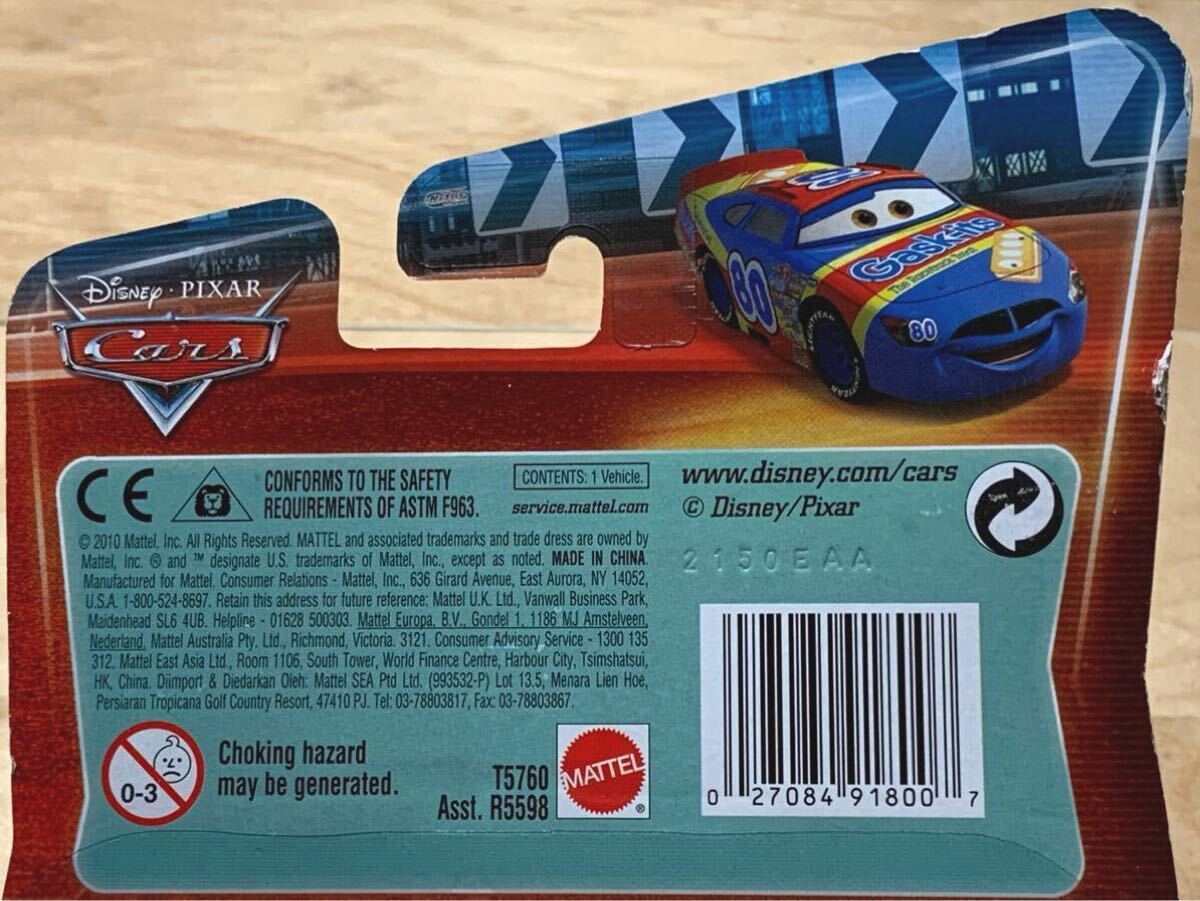 NITRO
DISNEY · PIXAR
Cars
80
Gask-its
80
80
LIGHTYEAR
CE
CONFORMS TO THE SAFETY
REQUIREMENTS OF ASTM F963.
CONTENTS: 1 Vehicle.
service.mattel.com
© 2010 Mattel, Inc. All Rights Reserved. MATTEL and associated trademarks and trade dress are owned by
Mattel, Inc. ® and ™ designate U.S. trademarks of Mattel, Inc., except as noted. MADE IN CHINA.
Manufactured for Mattel. Consumer Relations - Mattel, Inc., 636 Girard Avenue, East Aurora, NY 14052,
U.S.A. 1-800-524-8697. Retain this address for future reference: Mattel U.K. Ltd., Vanwall Business Park,
Maidenhead SL6 4UB. Helpline - 01628 500303. Mattel Europa, B.V., Gondel 1, 1186 MJ Amstelveen,
Nederland. Mattel Australia Pty. Ltd., Richmond, Victoria. 3121. Consumer Advisory Service - 1300 135
312. Mattel East Asia Ltd., Room 1106, South Tower, World Finance Centre, Harbour City, Tsimshatsui,
HK, China. Diimport & Diedarkan Oleh: Mattel SEA Ptd Ltd. (993532-P) Lot 13.5, Menara Lien Hoe,
Persiaran Tropicana Golf Country Resort, 47410 PJ. Tel: 03-78803817, Fax: 03-78803867.
0-3
Choking hazard
may be generated.
T5760
Asst. R5598
MATTEL
®
www.disney.com/cars
© Disney/Pixar
2150EAA
0 27084 91800 7